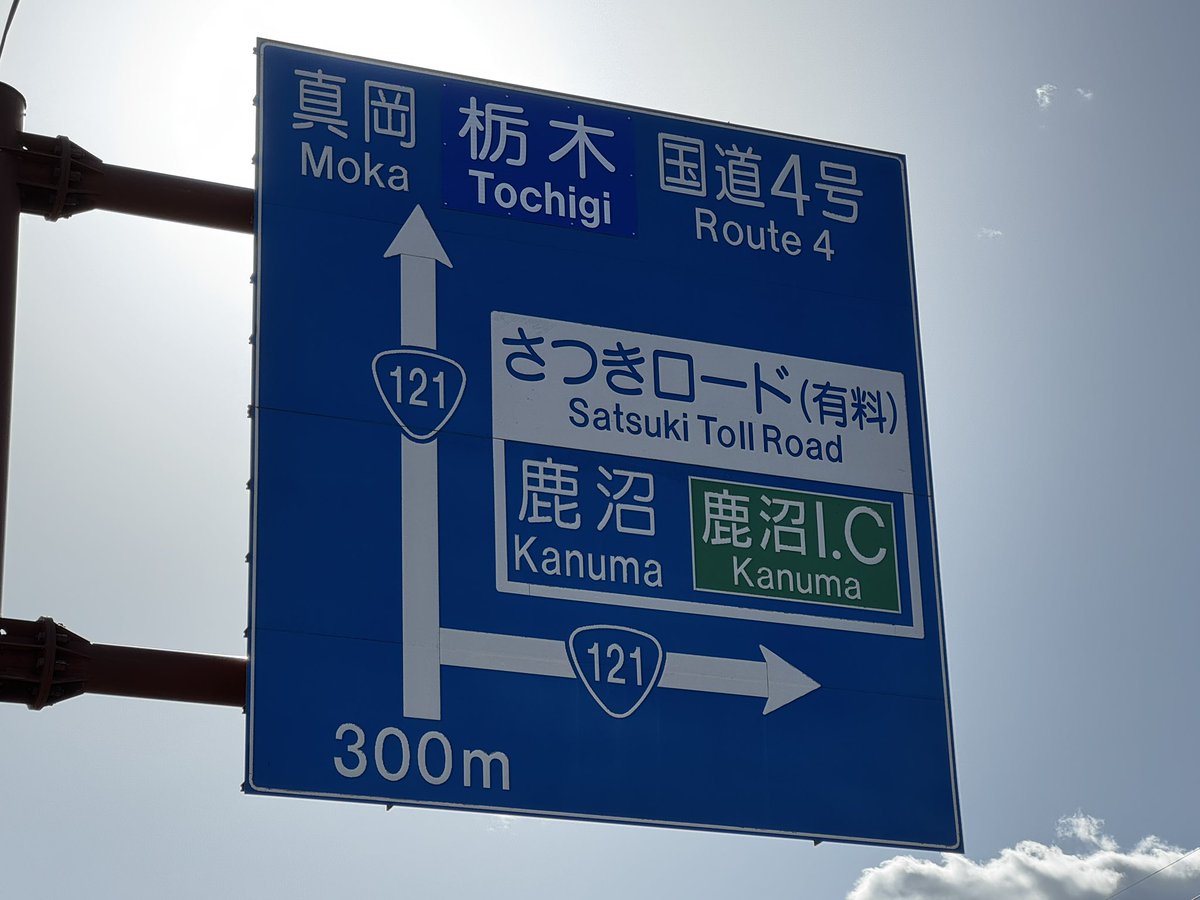 真岡 栃木 国道4号
Moka Tochigi Route 4
121
さつきロード(有料)
Satsuki Toll Road
鹿沼 鹿沼I.C
Kanuma Kanuma
121
300m